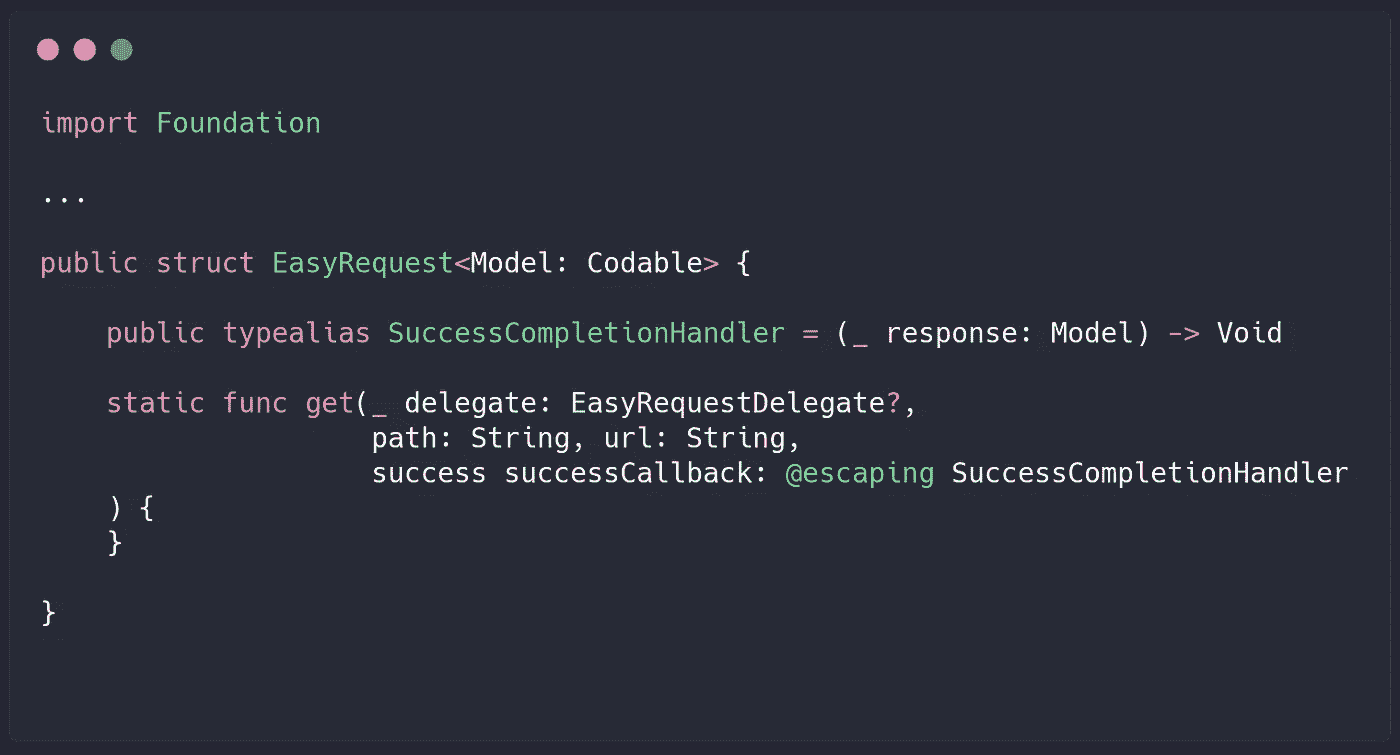 import Foundation
...
public struct EasyRequest<Model: Codable> {
    public typealias SuccessCompletionHandler = (_ response: Model) -> Void
    static func get(_ delegate: EasyRequestDelegate?,
                    path: String, url: String,
                    success successCallback: @escaping SuccessCompletionHandler
    ) {
    }
}